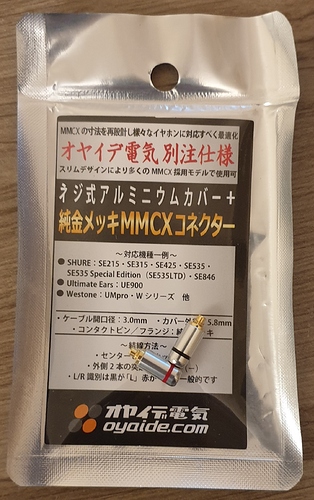 MMCXの寸法を再設計し様々なイヤホンに対応すべく最適化
オヤイデ電気 別注仕様
スリムデザインにより多くのMMCX採用モデルで使用可
ネジ式アルミニウムカバー+
純金メッキMMCXコネクター
~対応機種一例~
● SHURE:SE215・SE315・SE425・SE535・
SE535 Special Edition(SE535LTD)・SE846
● Ultimate Ears:UE900
● Westone:UMpro・Wシリーズ 他
・ケーブル開口径:3.0mm ・カバー外 5.8mm
・コンタクトピン/フランジ:純 キ
~結線方法~
・センター
・外側2本の
・L/R 識別は黒が「L」赤が 一般的です
オヤイデ電気
oyaide.com